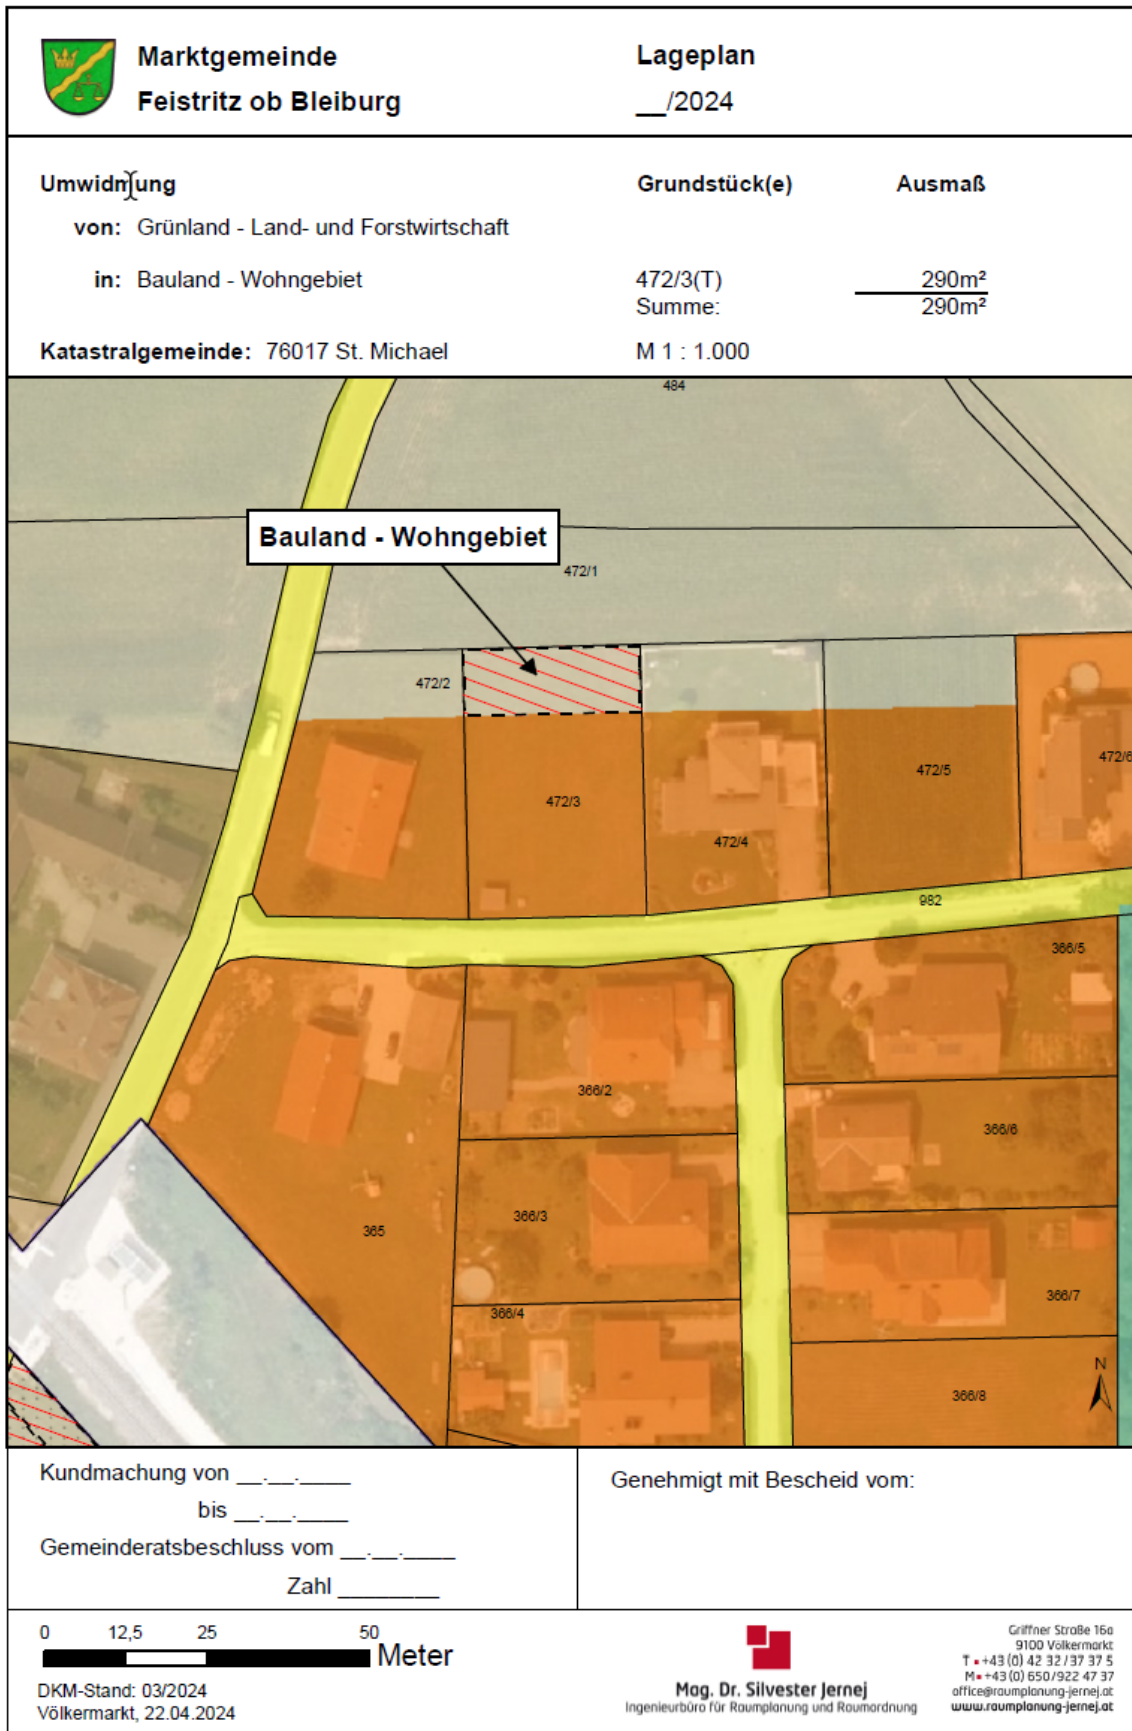 Marktgemeinde
Feistritz ob Bleiburg
Lageplan
__/2024
Umwidmung
Grundstück(e)
Ausmaß
von: Grünland - Land- und Forstwirtschaft
in: Bauland - Wohngebiet
472/3(T)
290m²
Summe:
290m²
Katastralgemeinde: 76017 St. Michael
M 1 : 1.000
484
Bauland - Wohngebiet
472/1
472/2
472/6
472/5
472/3
472/4
982
366/5
366/2
366/6
366/3
365
366/7
366/4
N
366/8
Kundmachung von __.__.____
bis __.__.____
Gemeinderatsbeschluss vom __.__.____
Zahl ________
Genehmigt mit Bescheid vom:
0 12,5 25 50
Meter
DKM-Stand: 03/2024
Völkermarkt, 22.04.2024
Mag. Dr. Silvester Jernej
Ingenieurbüro für Raumplanung und Raumordnung
Griffner Straße 16a
9100 Völkermarkt
T ▪ +43 (0) 42 32 / 37 37 5
M ▪ +43 (0) 650 / 922 47 37
office@raumplanung-jernej.at
www.raumplanung-jernej.at